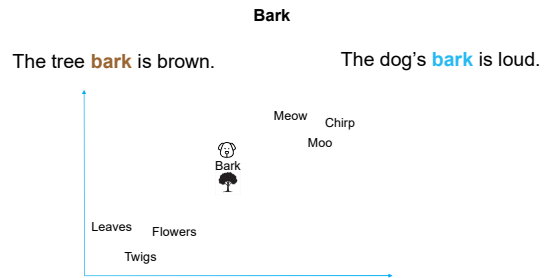 Bark
The tree bark is brown.
The dog’s bark is loud.
Meow
Chirp
Moo
Bark
Leaves
Flowers
Twigs